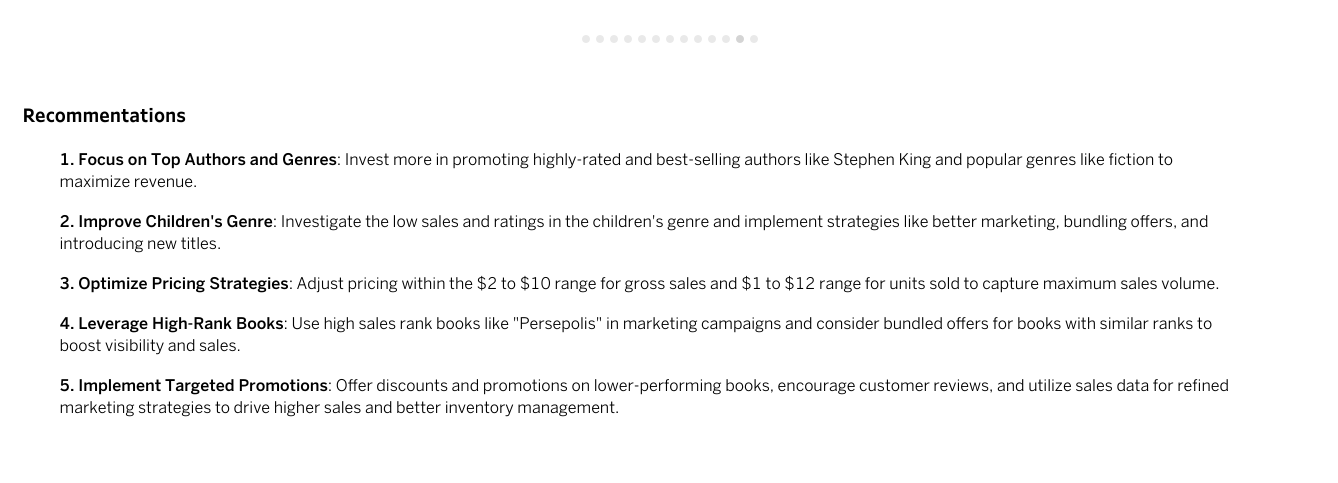 Recommentations
1. Focus on Top Authors and Genres: Invest more in promoting highly-rated and best-selling authors like Stephen King and popular genres like fiction to
maximize revenue.
2. Improve Children's Genre: Investigate the low sales and ratings in the children's genre and implement strategies like better marketing, bundling offers, and
introducing new titles.
3. Optimize Pricing Strategies: Adjust pricing within the $2 to $10 range for gross sales and $1 to $12 range for units sold to capture maximum sales volume.
4. Leverage High-Rank Books: Use high sales rank books like "Persepolis" in marketing campaigns and consider bundled offers for books with similar ranks to
boost visibility and sales.
5. Implement Targeted Promotions: Offer discounts and promotions on lower-performing books, encourage customer reviews, and utilize sales data for refined
marketing strategies to drive higher sales and better inventory management.